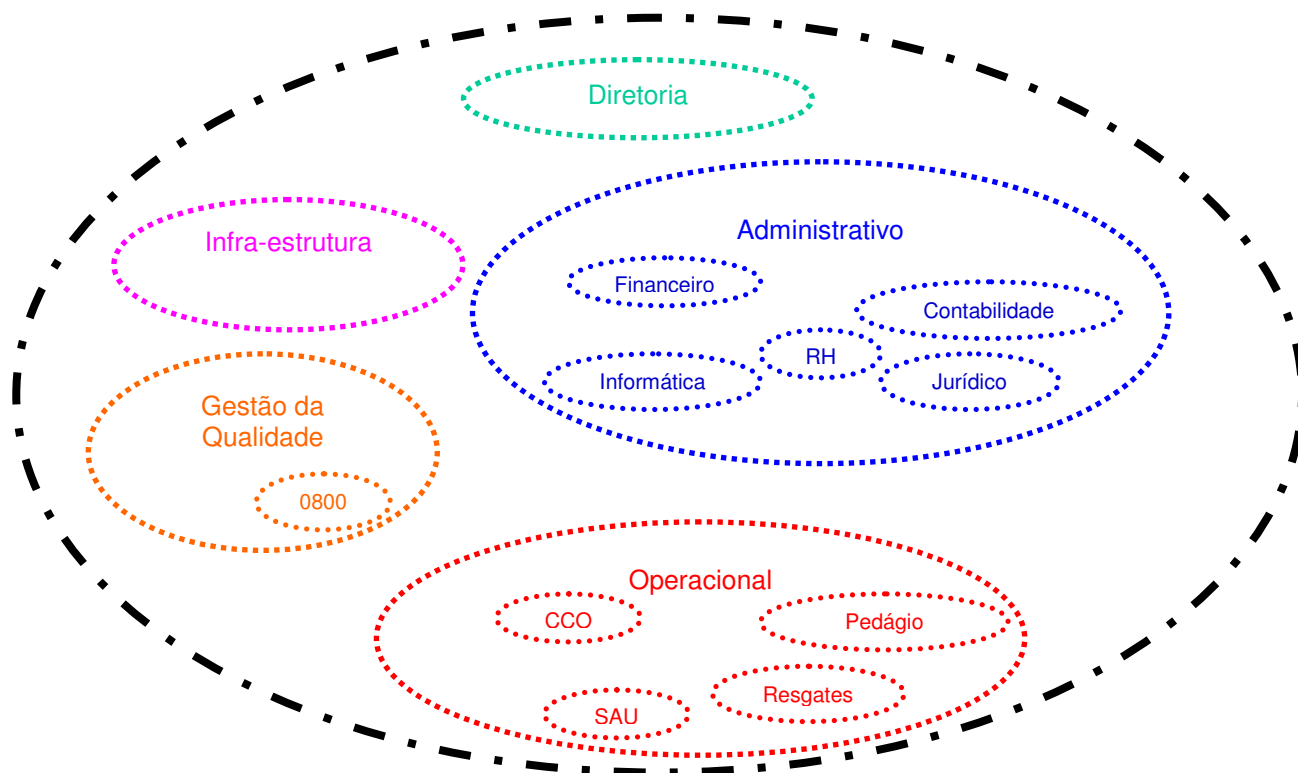 Diretoria
Infra-estrutura
Administrativo
Financeiro
Contabilidade
RH
Informática
Jurídico
Gestão da
Qualidade
0800
Operacional
CCO
Pedágio
Resgates
SAU